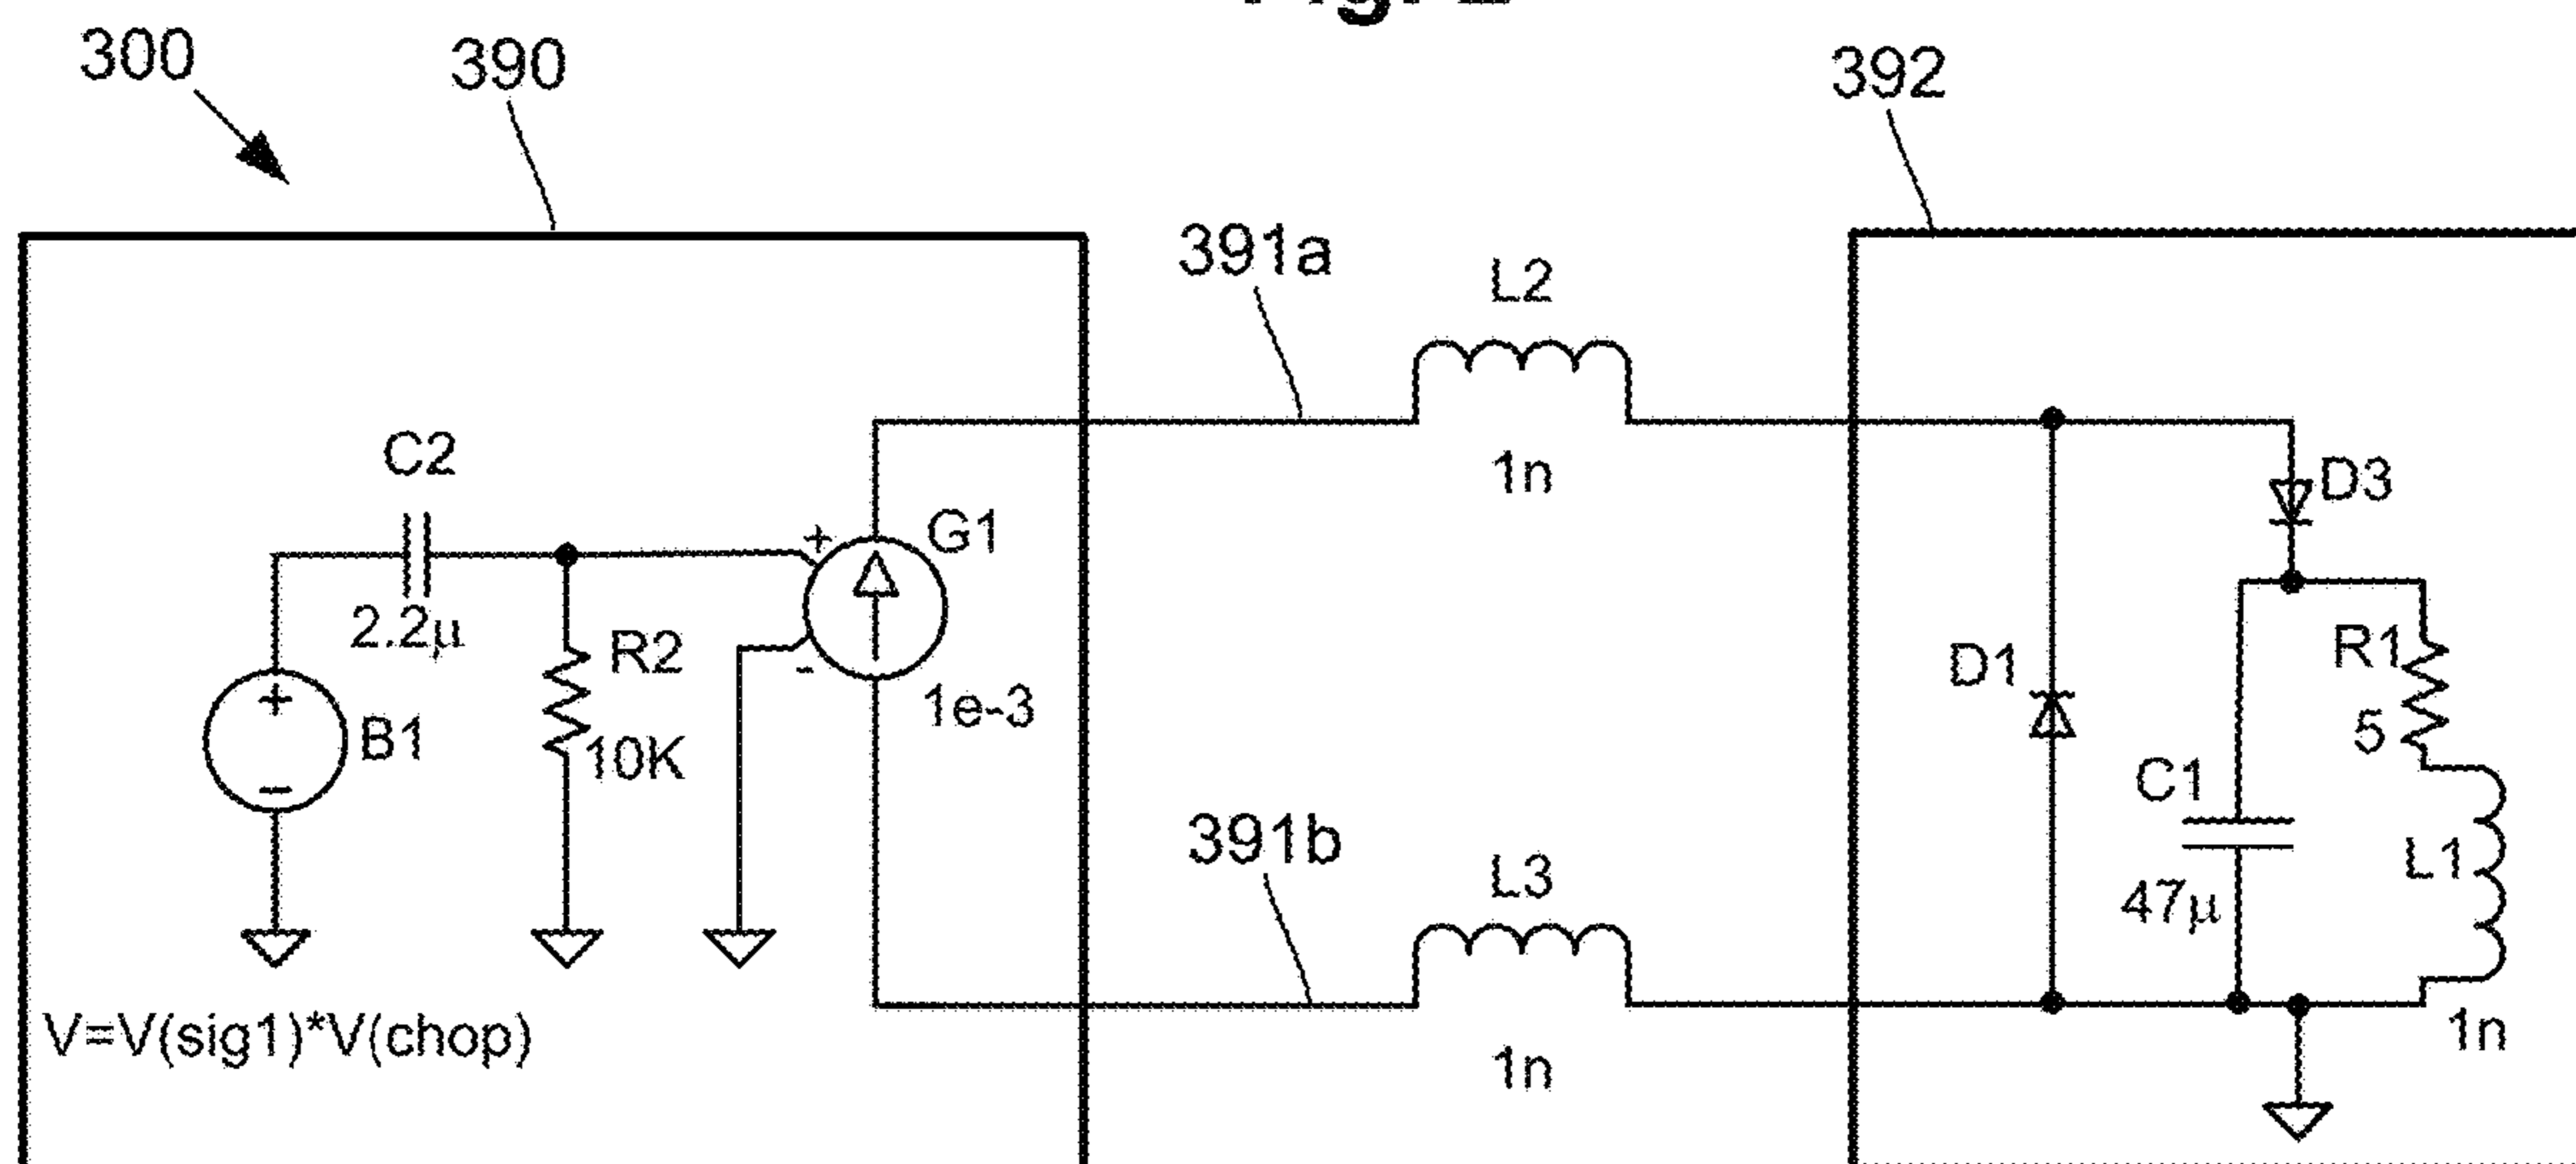 300
390
392
391a
L2
1n
C2
2.2µ
+
G1
D3
R2
10K
-
1e-3
+
B1
−
D1
R1
5
C1
47µ
L1
1n
391b
L3
1n
V=V(sig1)*V(chop)